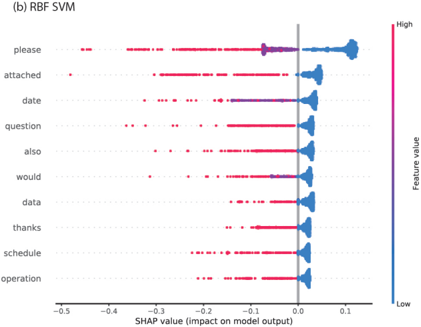 (b) RBF SVM
High
please
attached
date
question
also
would
data
thanks
schedule
operation
Feature value
Low
−0.5 −0.4 −0.3 −0.2 −0.1 0.0 0.1
SHAP value (impact on model output)